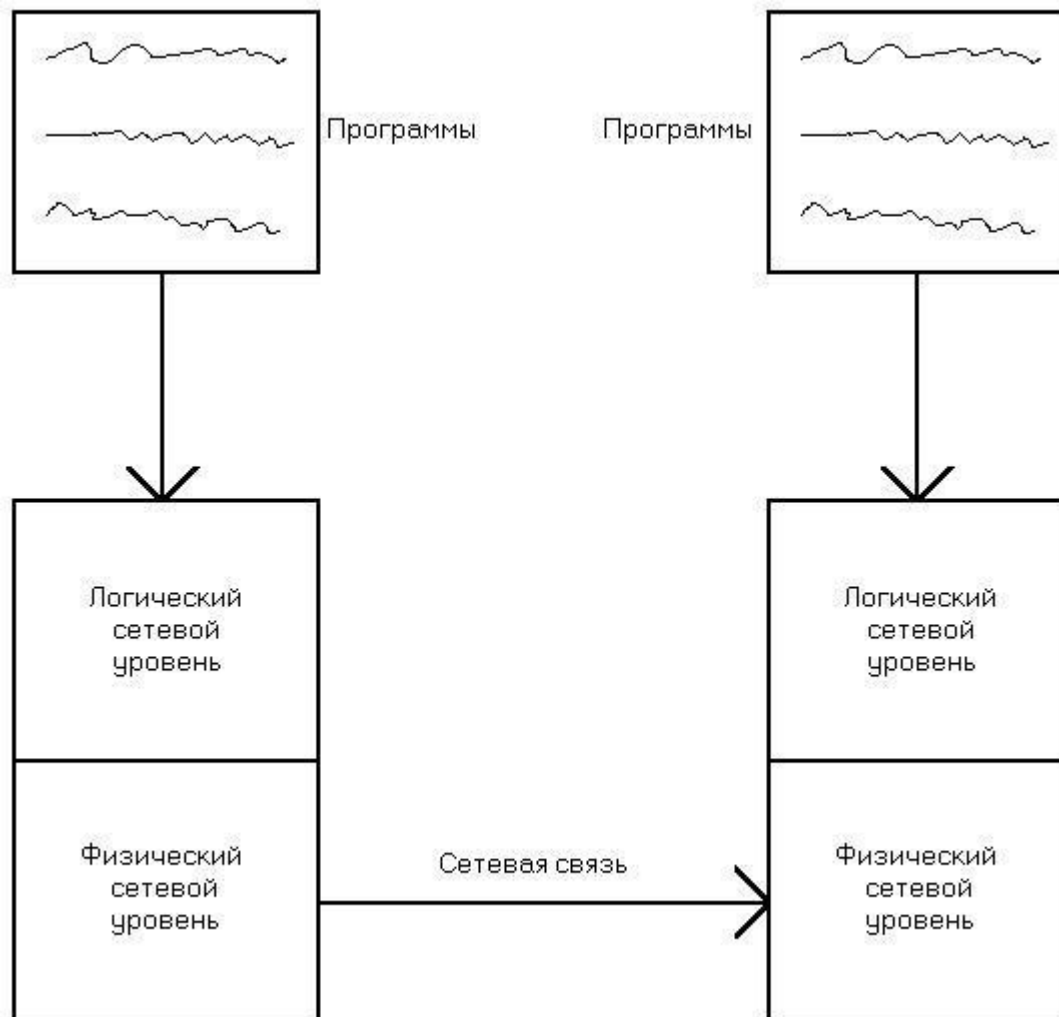 Программы
Программы
Логический
сетевой
уровень
Логический
сетевой
уровень
Физический
сетевой
уровень
Сетевая связь
Физический
сетевой
уровень